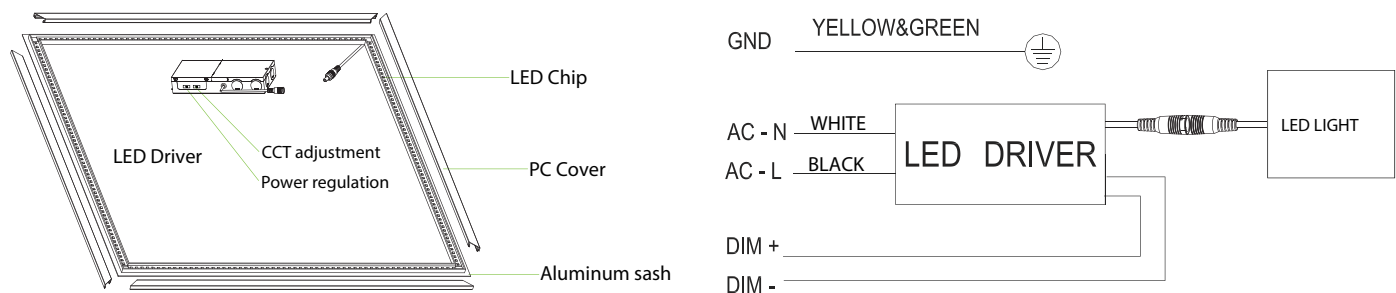 LED Chip
LED Driver
CCT adjustment
Power regulation
PC Cover
Aluminum sash
GND YELLOW&GREEN
AC - N WHITE
AC - L BLACK
LED DRIVER
LED LIGHT
DIM +
DIM -